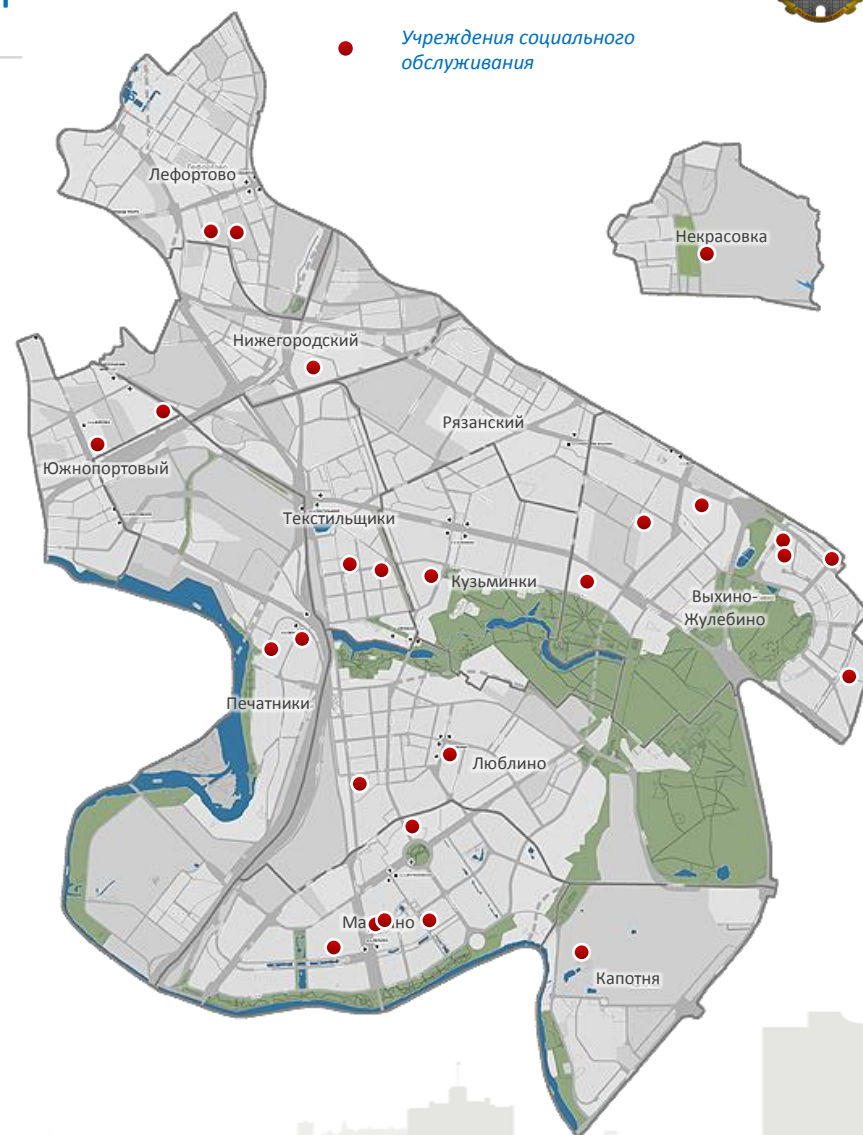 Учреждения социального
обслуживания
Лефортово
Некрасовка
Нижегородский
Рязанский
Южнопортовый
Текстильщики
Кузьминки
Выхино-
Жулебино
Печатники
Люблино
Капотня